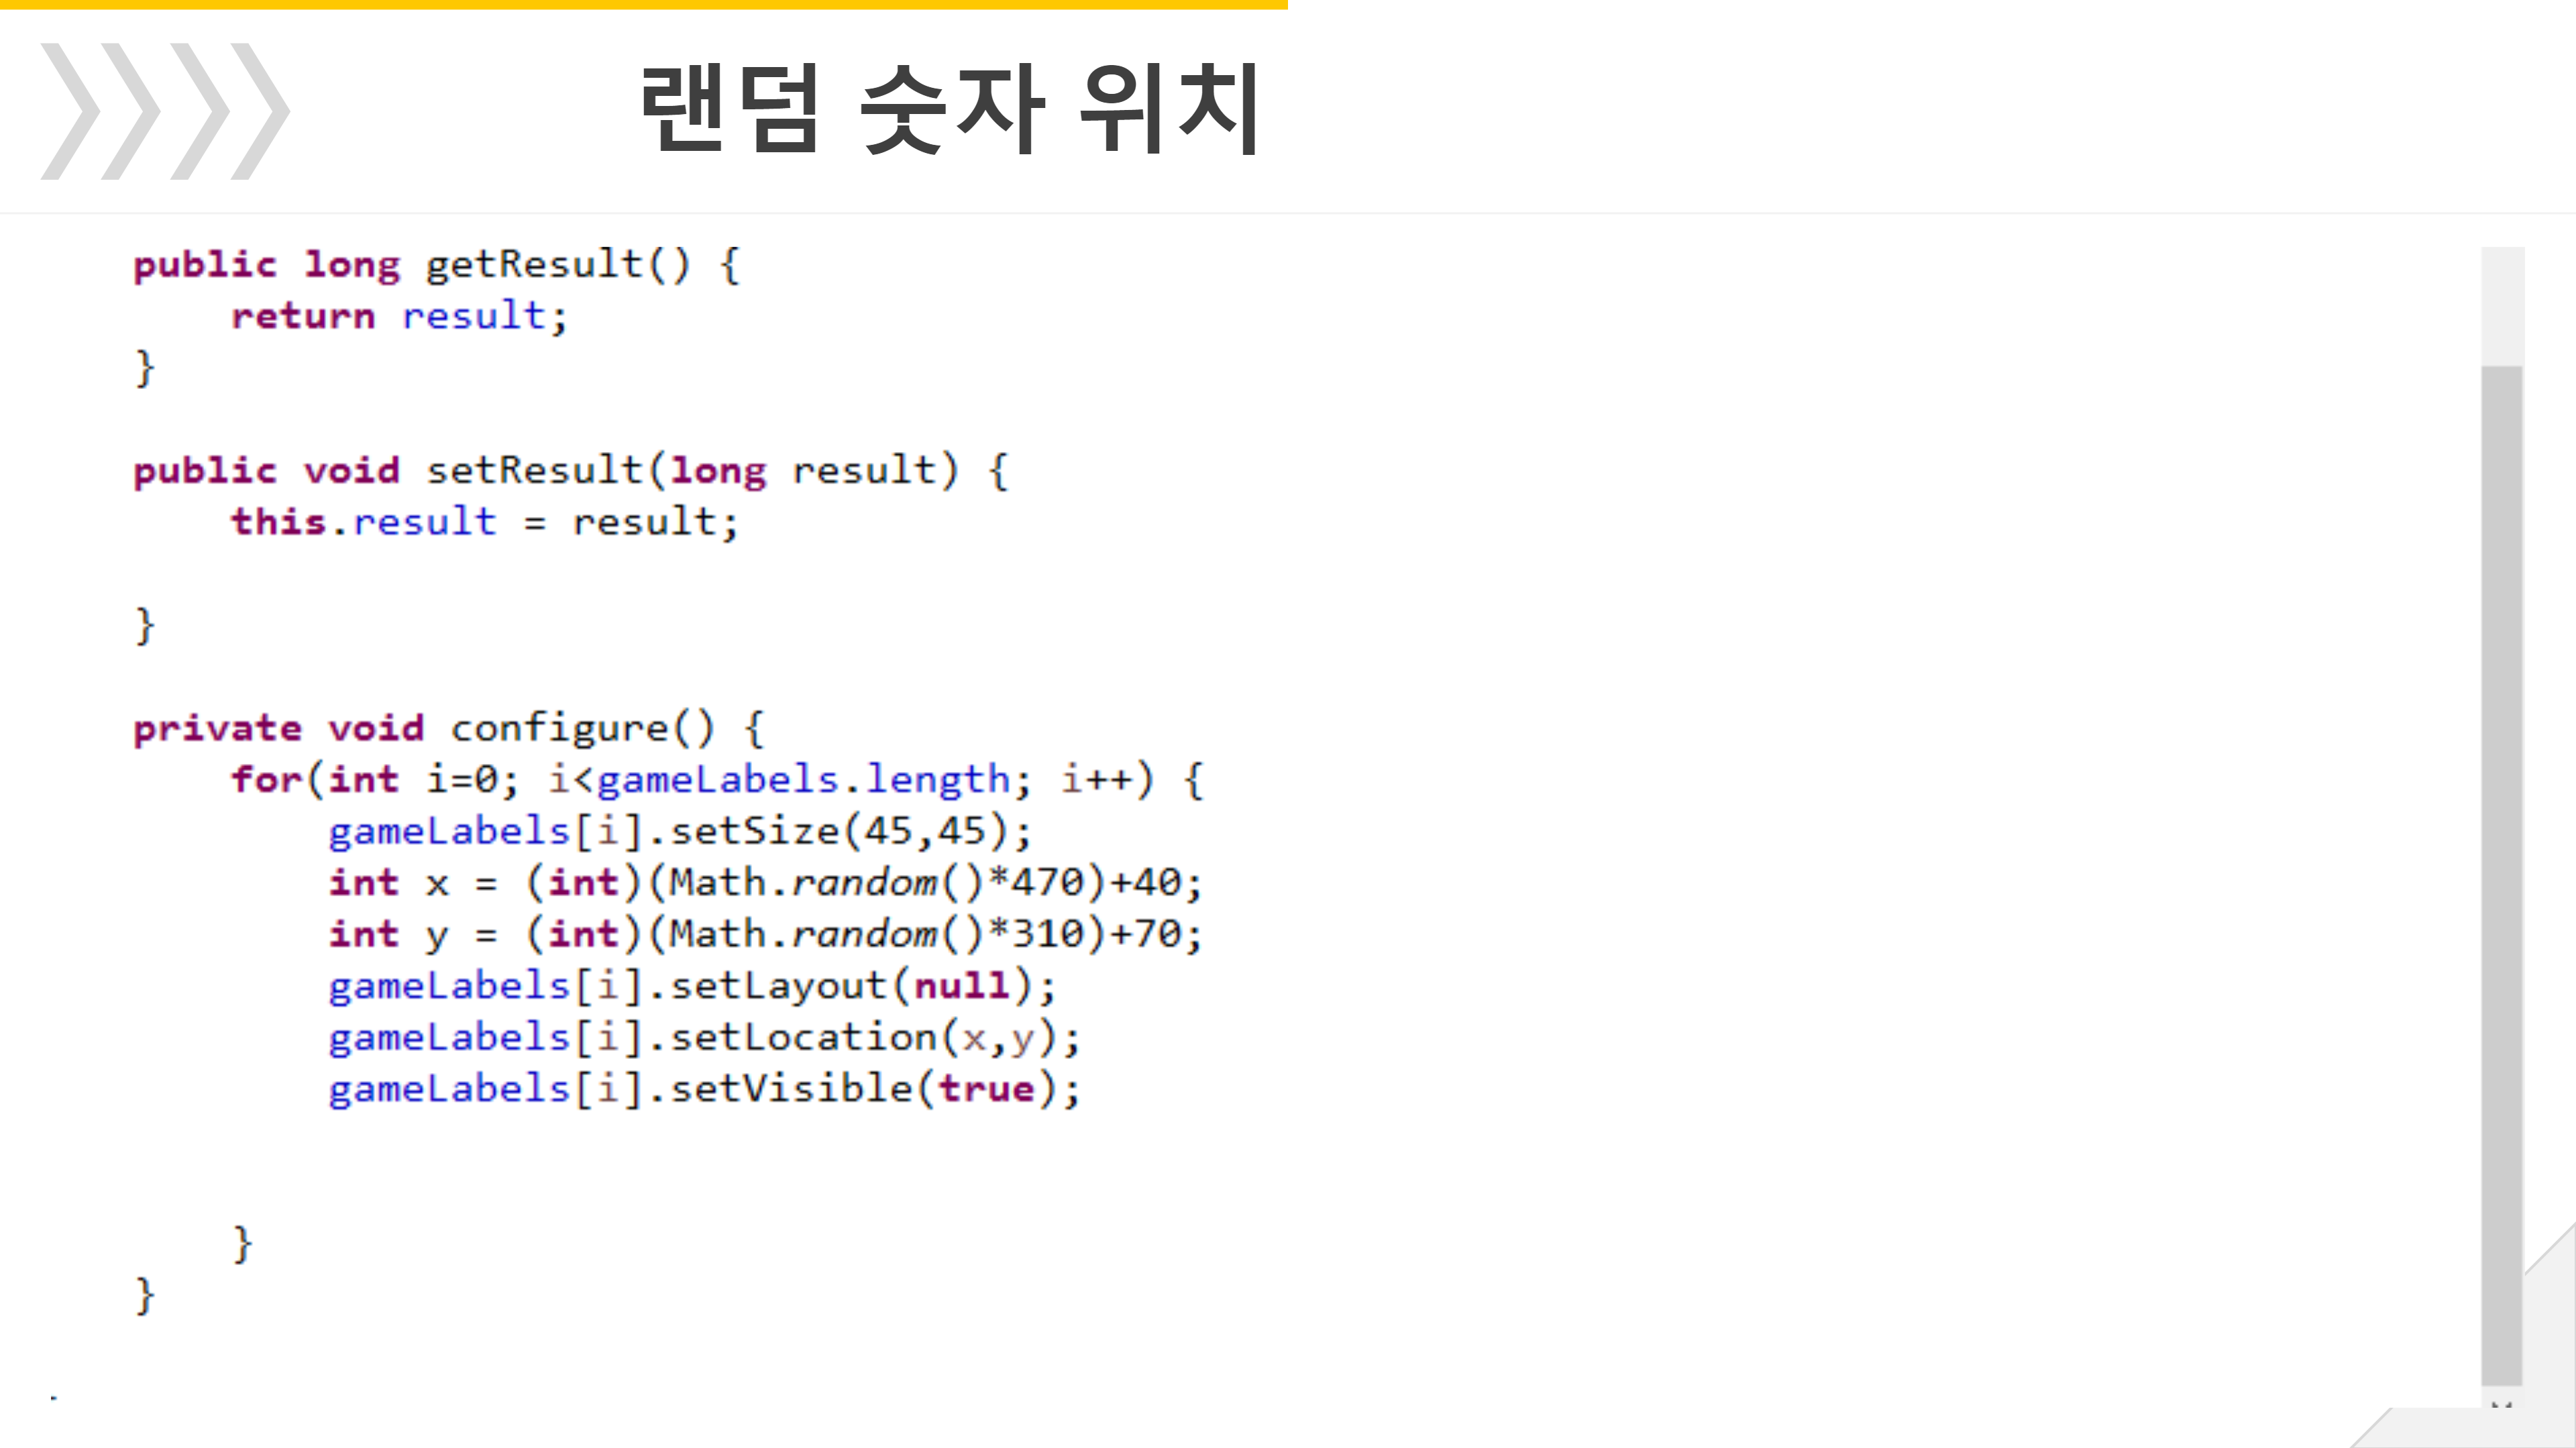 랜덤 숫자 위치
public long getResult() {
return result;
}
public void setResult(long result) {
this.result = result;
}
private void configure() {
for(int i=0; i<gameLabels.length; i++) {
gameLabels[i].setSize(45,45);
int x = (int)(Math.random()*470)+40;
int y = (int)(Math.random()*310)+70;
gameLabels[i].setLayout(null);
gameLabels[i].setLocation(x,y);
gameLabels[i].setVisible(true);
}
}